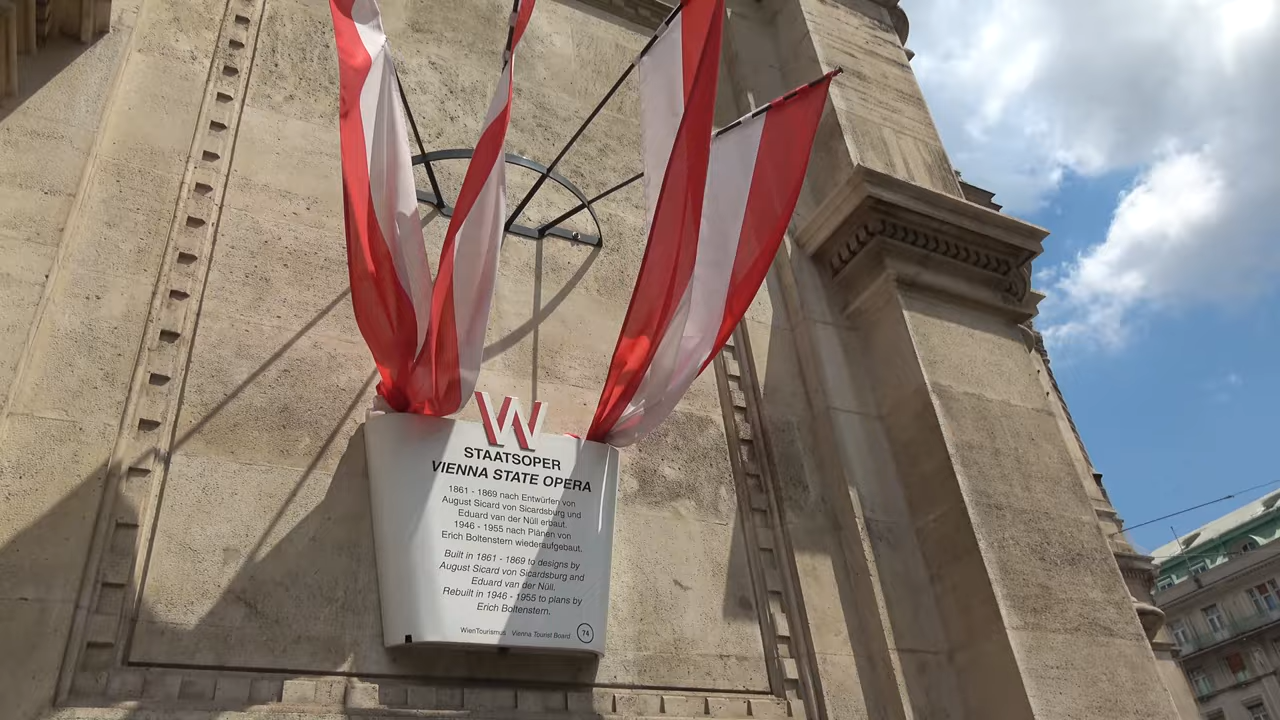 W
STAATSOPER
VIENNA STATE OPERA
1861 - 1869 nach Entwürfen von
August Sicard von Sicardsburg und
Eduard van der Nüll erbaut.
1946 - 1955 nach Plänen von
Erich Boltenstern wiederaufgebaut.
Built in 1861 - 1869 to designs by
August Sicard von Sicardsburg and
Eduard van der Nüll.
Rebuilt in 1946 - 1955 to plans by
Erich Boltenstern.
WienTourismus Vienna Tourist Board 74